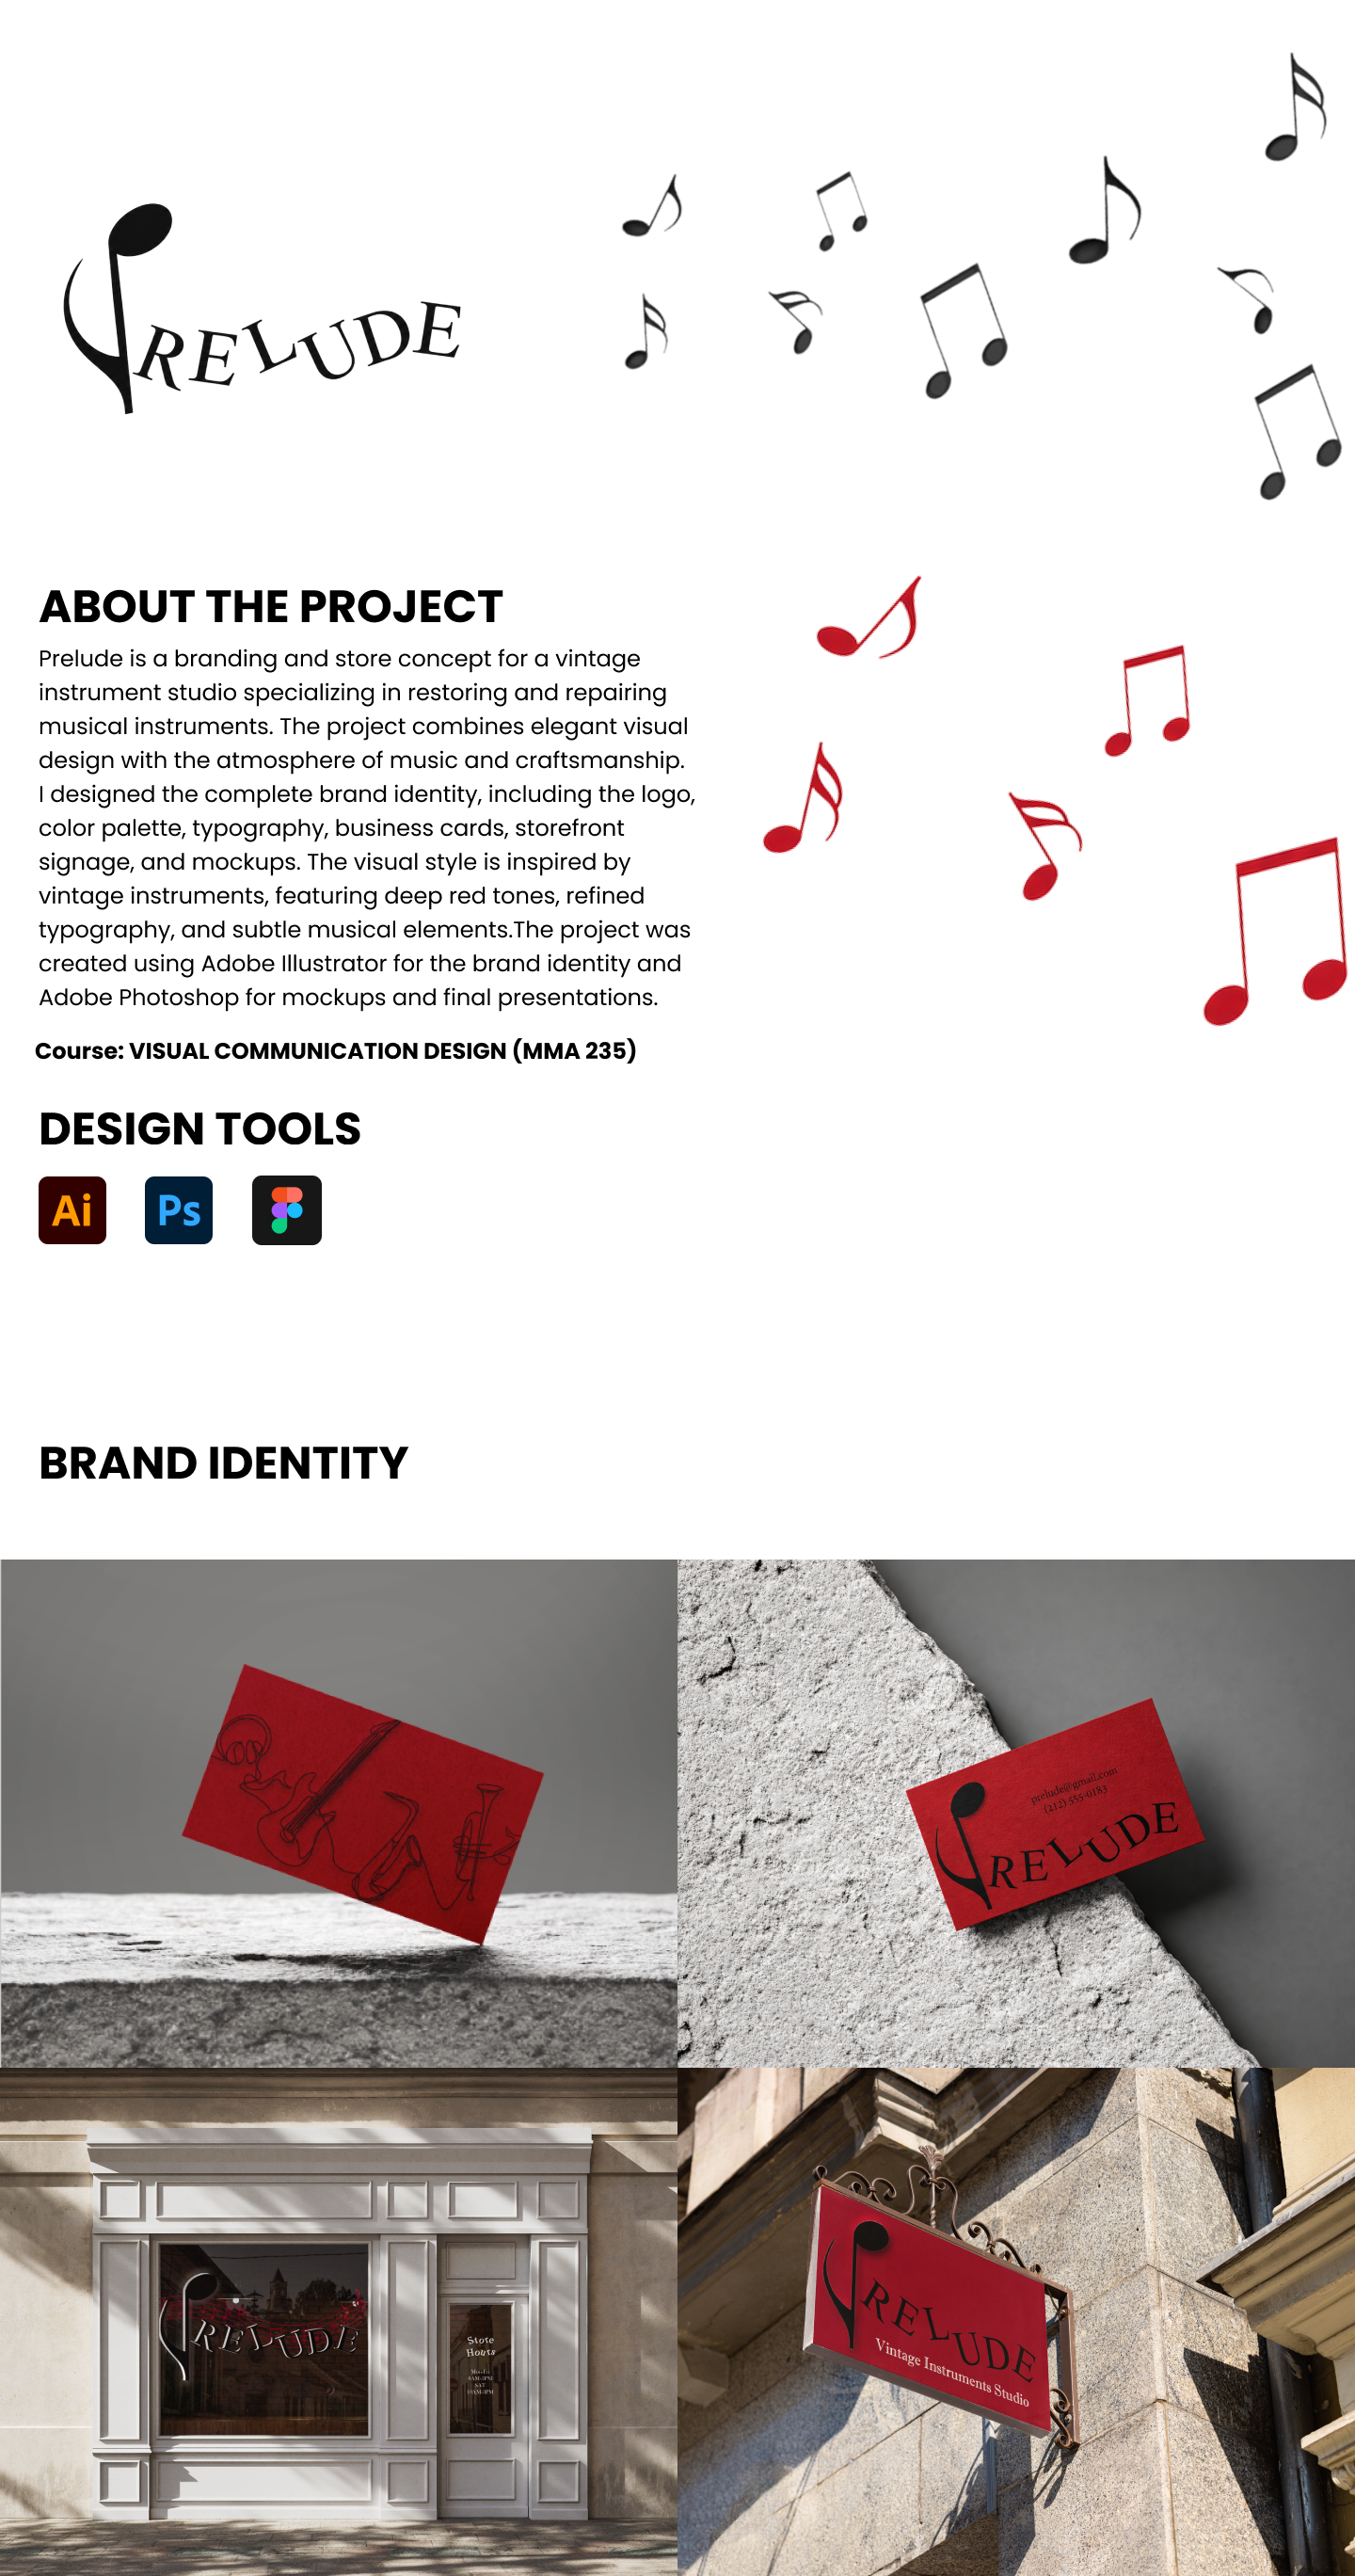 PRELUDE
ABOUT THE PROJECT
Prelude is a branding and store concept for a vintage
instrument studio specializing in restoring and repairing
musical instruments. The project combines elegant visual
design with the atmosphere of music and craftsmanship.
I designed the complete brand identity, including the logo,
color palette, typography, business cards, storefront
signage, and mockups. The visual style is inspired by
vintage instruments, featuring deep red tones, refined
typography, and subtle musical elements.The project was
created using Adobe Illustrator for the brand identity and
Adobe Photoshop for mockups and final presentations.
Course: VISUAL COMMUNICATION DESIGN (MMA 235)
DESIGN TOOLS
Ai Ps
BRAND IDENTITY
prelude@gmail.com
(212) 555-0183
PRELUDE
PRELUDE
Store
Hours
SAT
PRELUDE
Vintage Instruments Studio